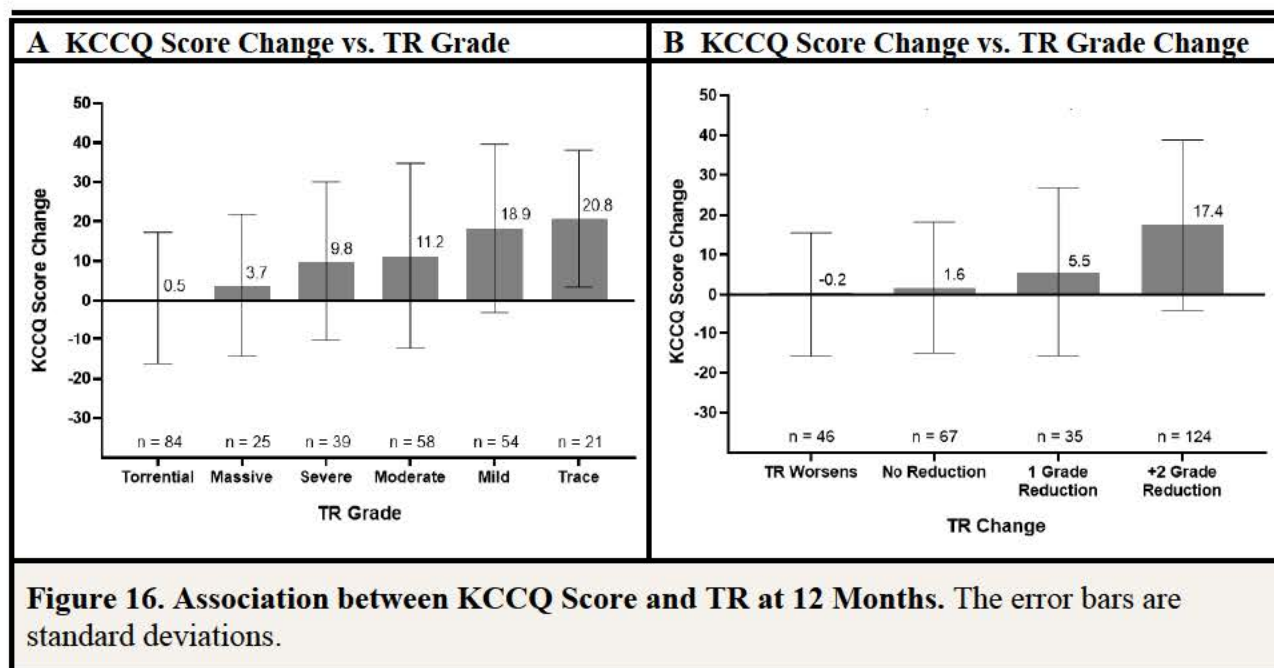 A KCCQ Score Change vs. TR Grade
KCCQ Score Change
50
40
30
20
10
0
-10
-20
-30
0.5
3.7
9.8
11.2
18.9
20.8
n = 84
n = 25
n = 39
n = 58
n = 54
n = 21
Torrential
Massive
Severe
Moderate
Mild
Trace
TR Grade
B KCCQ Score Change vs. TR Grade Change
KCCQ Score Change
50
40
30
20
10
0
-10
-20
-30
-0.2
1.6
5.5
17.4
n = 46
n = 67
n = 35
n = 124
TR Worsens
No Reduction
1 Grade
Reduction
+2 Grade
Reduction
TR Change
Figure 16. Association between KCCQ Score and TR at 12 Months. The error bars are
standard deviations.